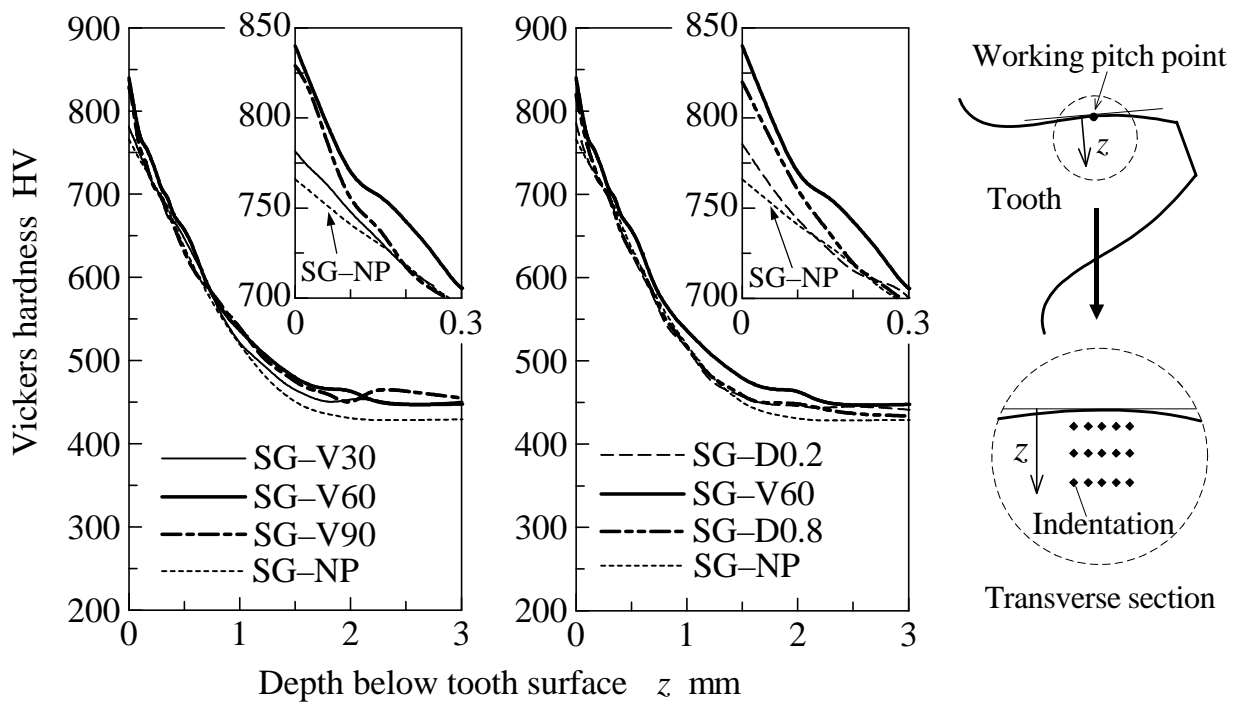 Vickers hardness HV
900
800
700
600
500
400
300
200
0
1
2
3
850
800
750
700
0
0.3
SG–NP
SG–V30
SG–V60
SG–V90
SG–NP
900
800
700
600
500
400
300
200
0
1
2
3
850
800
750
700
0
0.3
SG–NP
SG–D0.2
SG–V60
SG–D0.8
SG–NP
Depth below tooth surface z mm
Working pitch point
z
Tooth
z
Indentation
Transverse section